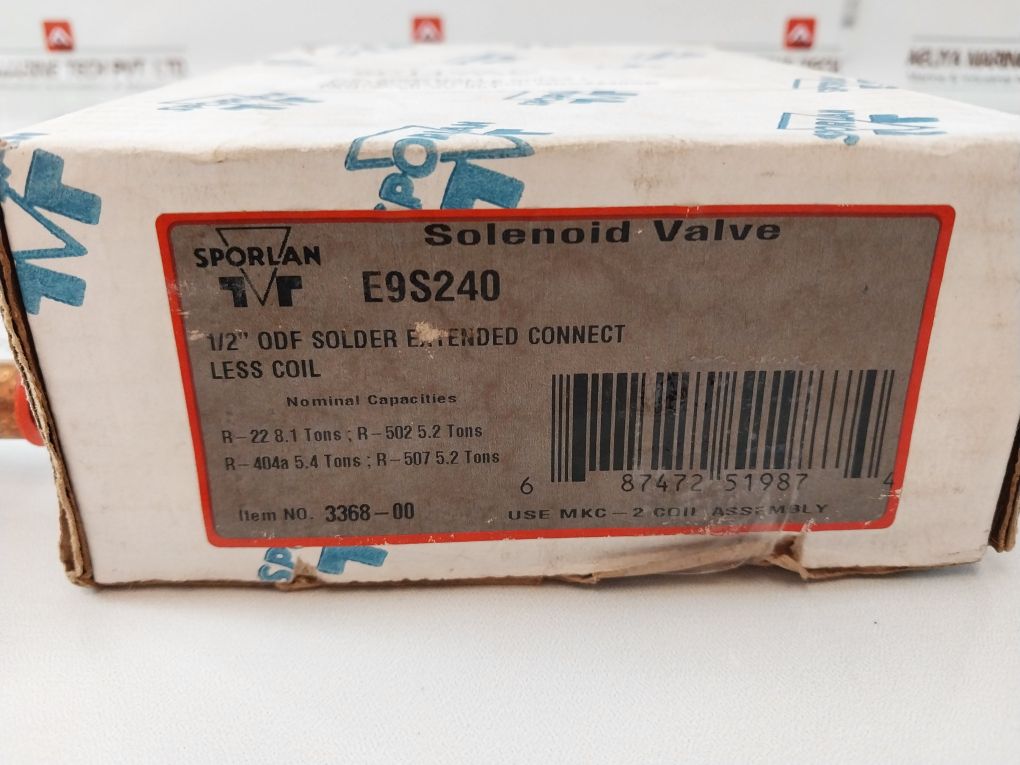 SPORLAN
SPORLAN
Solenoid Valve
SPORLAN
E9S240
1/2" ODF SOLDER EXTENDED CONNECT
LESS COIL
Nominal Capacities
R-22 8.1 Tons ; R-502 5.2 Tons
R-404a 5.4 Tons ; R-507 5.2 Tons
6 87472 51987 4
Item NO. 3368-00
USE MKC-2 COIL ASSEMBLY